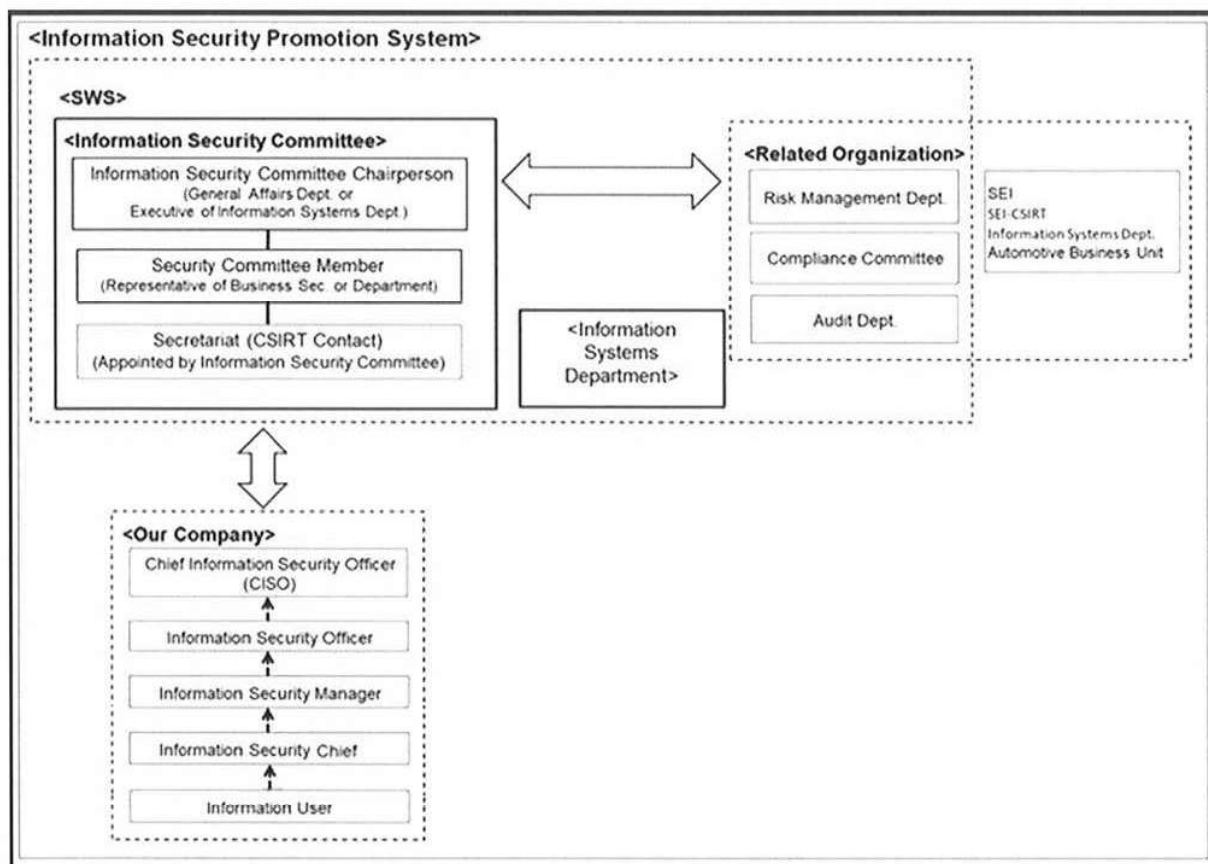 <Information Security Promotion System>
<SWS>
<Information Security Committee>
Information Security Committee Chairperson
(General Affairs Dept. or
Executive of Information Systems Dept.)
Security Committee Member
(Representative of Business Sec. or Department)
Secretariat (CSIRT Contact)
(Appointed by Information Security Committee)
<Information
Systems
Department>
<Related Organization>
Risk Management Dept.
Compliance Committee
Audit Dept.
SEI
SEI-CSIRT
Information Systems Dept.
Automotive Business Unit
<Our Company>
Chief Information Security Officer
(CISO)
Information Security Officer
Information Security Manager
Information Security Chief
Information User